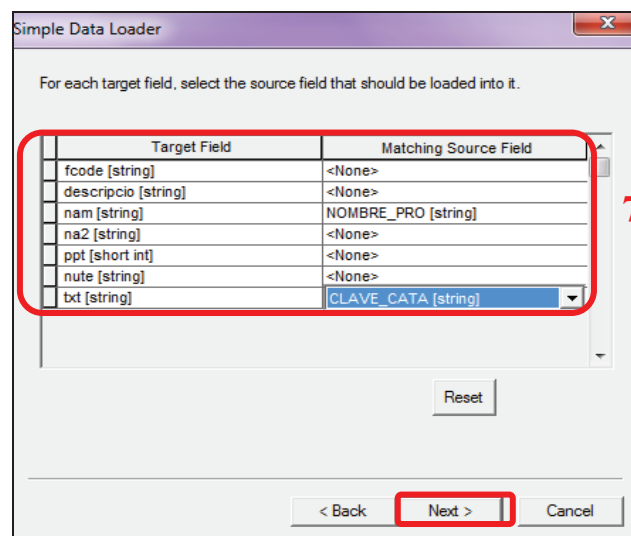 Simple Data Loader
For each target field, select the source field that should be loaded into it.
Target Field Matching Source Field
fcode [string] <None>
descripcio [string] <None>
nam [string] NOMBRE_PRO [string]
na2 [string] <None>
ppt [short int] <None>
nute [string] <None>
txt [string] CLAVE_CATA [string]
Reset
< Back Next > Cancel